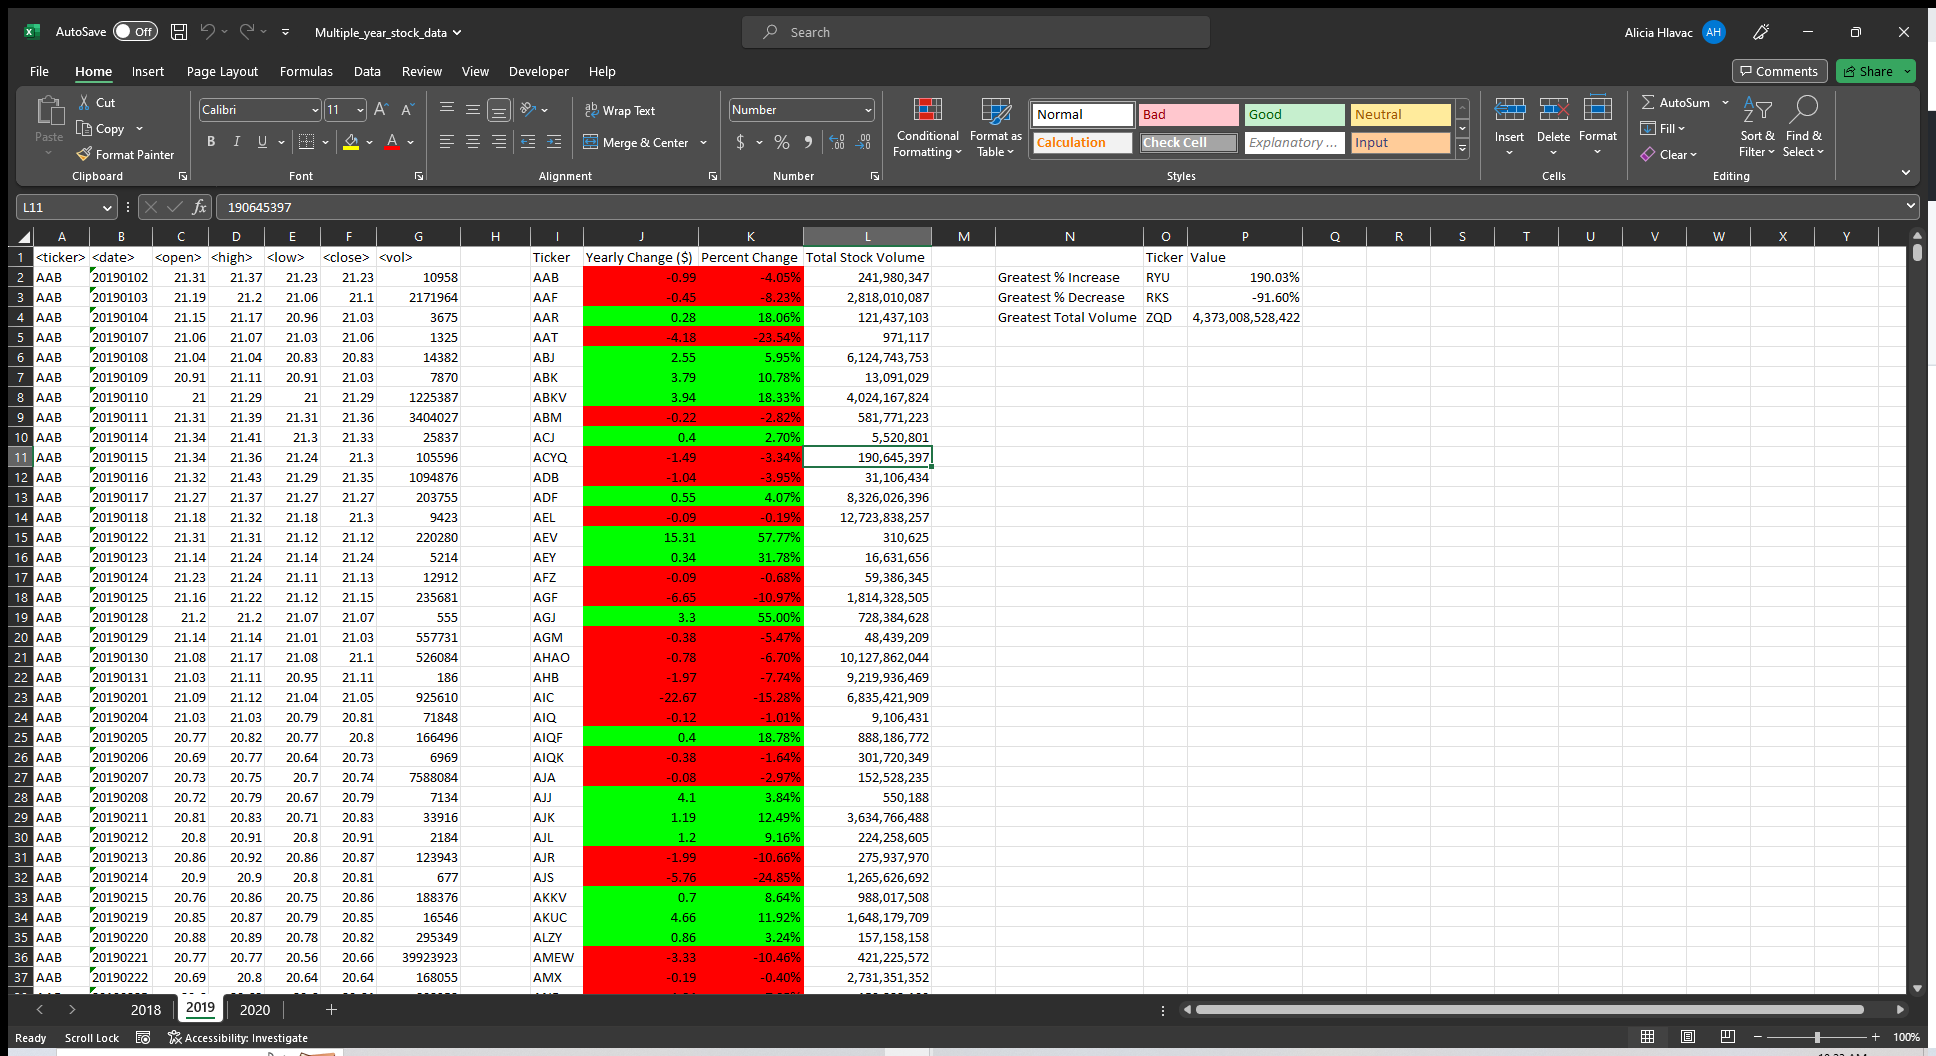 AutoSave Off Multiple_year_stock_data Search Alicia Hlavac AH
File Home Insert Page Layout Formulas Data Review View Developer Help Comments Share
Paste Cut Copy Format Painter Clipboard
Calibri 11 A A B I U A Font
ab Wrap Text Merge & Center Alignment
Number $ % Number
Conditional Formatting Format as Table
Normal Bad Good Neutral
Calculation Check Cell Explanatory ... Input
Styles
Insert Delete Format Cells
AutoSum Fill Clear Sort & Filter Find & Select Editing
L11 fx 190645397
A B C D E F G H I J K L M N O P Q R S T U V W X Y
1 <ticker> <date> <open> <high> <low> <close> <vol> Ticker Yearly Change ($) Percent Change Total Stock Volume Ticker Value
2 AAB 20190102 21.31 21.37 21.23 21.23 10958 AAB -0.99 -4.05% 241,980,347 Greatest % Increase RYU 190.03%
3 AAB 20190103 21.19 21.2 21.06 21.1 2171964 AAF -0.45 -8.23% 2,818,010,087 Greatest % Decrease RKS -91.60%
4 AAB 20190104 21.15 21.17 20.96 21.03 3675 AAR 0.28 18.06% 121,437,103 Greatest Total Volume ZQD 4,373,008,528,422
5 AAB 20190107 21.06 21.07 21.03 21.06 1325 AAT -4.18 -23.54% 971,117
6 AAB 20190108 21.04 21.04 20.83 20.83 14382 ABJ 2.55 5.95% 6,124,743,753
7 AAB 20190109 20.91 21.11 20.91 21.03 7870 ABK 3.79 10.78% 13,091,029
8 AAB 20190110 21 21.29 21 21.29 1225387 ABKV 3.94 18.33% 4,024,167,824
9 AAB 20190111 21.31 21.39 21.31 21.36 3404027 ABM -0.22 -2.82% 581,771,223
10 AAB 20190114 21.34 21.41 21.3 21.33 25837 ACJ 0.4 2.70% 5,520,801
11 AAB 20190115 21.34 21.36 21.24 21.3 105596 ACYQ -1.49 -3.34% 190,645,397
12 AAB 20190116 21.32 21.43 21.29 21.35 1094876 ADB -1.04 -3.95% 31,106,434
13 AAB 20190117 21.27 21.37 21.27 21.27 203755 ADF 0.55 4.07% 8,326,026,396
14 AAB 20190118 21.18 21.32 21.18 21.3 9423 AEL -0.09 -0.19% 12,723,838,257
15 AAB 20190122 21.31 21.31 21.12 21.12 220280 AEV 15.31 57.77% 310,625
16 AAB 20190123 21.14 21.24 21.14 21.24 5214 AEY 0.34 31.78% 16,631,656
17 AAB 20190124 21.23 21.24 21.11 21.13 12912 AFZ -0.09 -0.68% 59,386,345
18 AAB 20190125 21.16 21.22 21.12 21.15 235681 AGF -6.65 -10.97% 1,814,328,505
19 AAB 20190128 21.2 21.2 21.07 21.07 555 AGJ 3.3 55.00% 728,384,628
20 AAB 20190129 21.14 21.14 21.01 21.03 557731 AGM -0.38 -5.47% 48,439,209
21 AAB 20190130 21.08 21.17 21.08 21.1 526084 AHAO -0.78 -6.70% 10,127,862,044
22 AAB 20190131 21.03 21.11 20.95 21.11 186 AHB -1.97 -7.74% 9,219,936,469
23 AAB 20190201 21.09 21.12 21.04 21.05 925610 AIC -22.67 -15.28% 6,835,421,909
24 AAB 20190204 21.03 21.03 20.79 20.81 71848 AIQ -0.12 -1.01% 9,106,431
25 AAB 20190205 20.77 20.82 20.77 20.8 166496 AIQF 0.4 18.78% 888,186,772
26 AAB 20190206 20.69 20.77 20.64 20.73 6969 AIQK -0.38 -1.64% 301,720,349
27 AAB 20190207 20.73 20.75 20.7 20.74 7588084 AJA -0.08 -2.97% 152,528,235
28 AAB 20190208 20.72 20.79 20.67 20.79 7134 AJJ 4.1 3.84% 550,188
29 AAB 20190211 20.81 20.83 20.71 20.83 33916 AJK 1.19 12.49% 3,634,766,488
30 AAB 20190212 20.8 20.91 20.8 20.91 2184 AJL 1.2 9.16% 224,258,605
31 AAB 20190213 20.86 20.92 20.86 20.87 123943 AJR -1.99 -10.66% 275,937,970
32 AAB 20190214 20.9 20.9 20.8 20.81 677 AJS -5.76 -24.85% 1,265,626,692
33 AAB 20190215 20.76 20.86 20.75 20.86 188376 AKKV 0.7 8.64% 988,017,508
34 AAB 20190219 20.85 20.87 20.79 20.85 16546 AKUC 4.66 11.92% 1,648,179,709
35 AAB 20190220 20.88 20.89 20.78 20.82 295349 ALZY 0.86 3.24% 157,158,158
36 AAB 20190221 20.77 20.77 20.56 20.66 39923923 AMEW -3.33 -10.46% 421,225,572
37 AAB 20190222 20.69 20.8 20.64 20.64 168055 AMX -0.19 -0.40% 2,731,351,352
2018 2019 2020
Ready Scroll Lock Accessibility: Investigate 100%